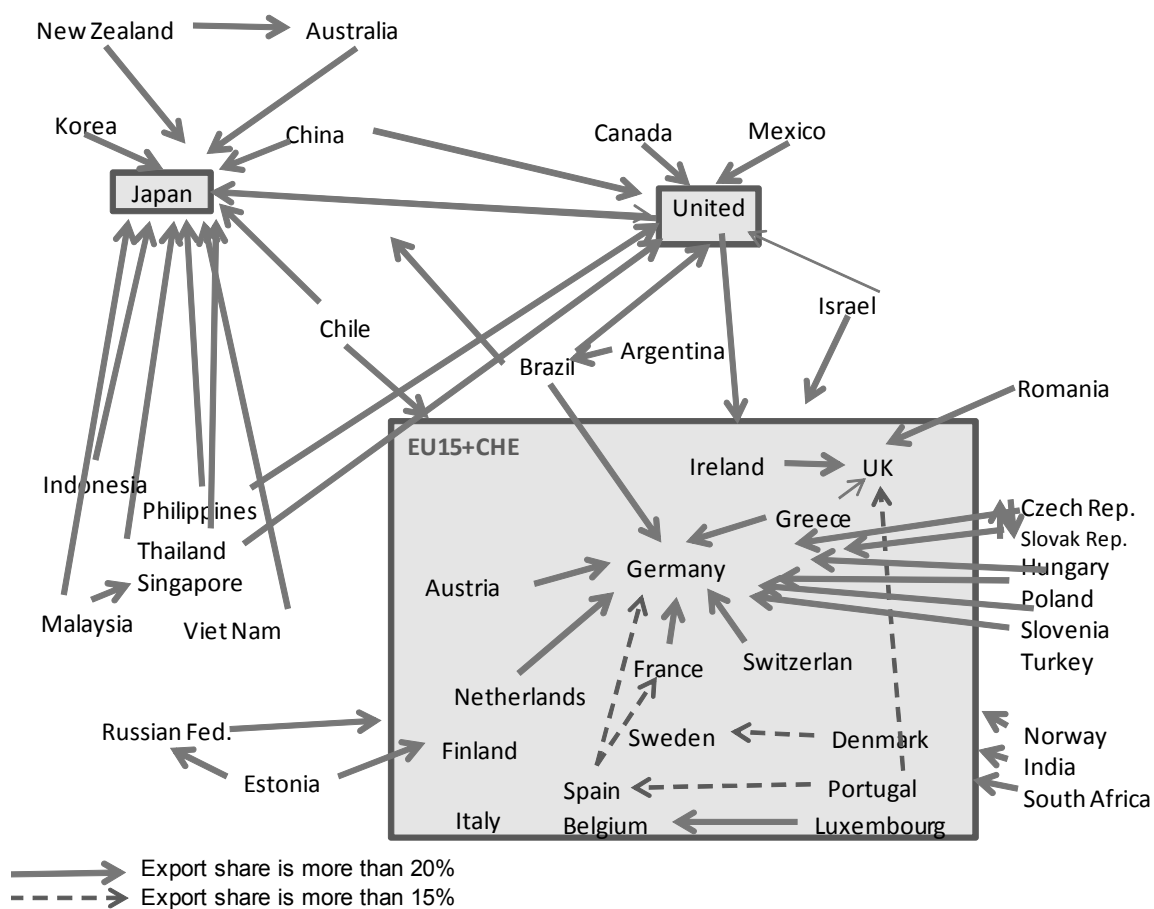 New Zealand
Australia
Korea
China
Canada
Mexico
Japan
United
Israel
Chile
Brazil
Argentina
Romania
EU15+CHE
Ireland
UK
Indonesia
Philippines
Greece
Czech Rep.
Slovak Rep.
Thailand
Singapore
Germany
Hungary
Austria
Poland
Malaysia
Viet Nam
Slovenia
France
Switzerlan
Turkey
Netherlands
Russian Fed.
Finland
Sweden
Denmark
Norway
India
Estonia
Spain
Portugal
South Africa
Italy
Belgium
Luxembourg
Export share is more than 20%
Export share is more than 15%